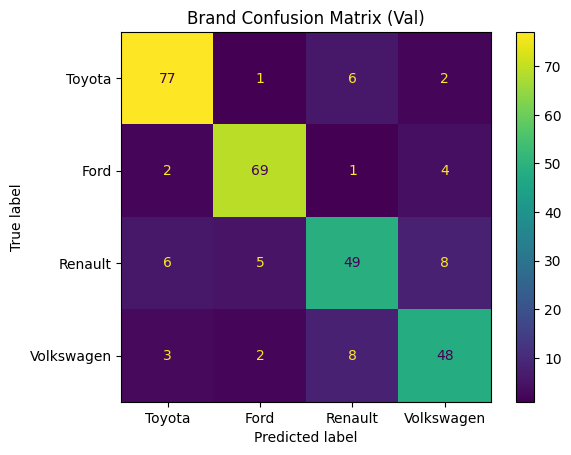 Brand Confusion Matrix (Val)
True label
Toyota 77 1 6 2
Ford 2 69 1 4
Renault 6 5 49 8
Volkswagen 3 2 8 48
Toyota Ford Renault Volkswagen
Predicted label
70
60
50
40
30
20
10